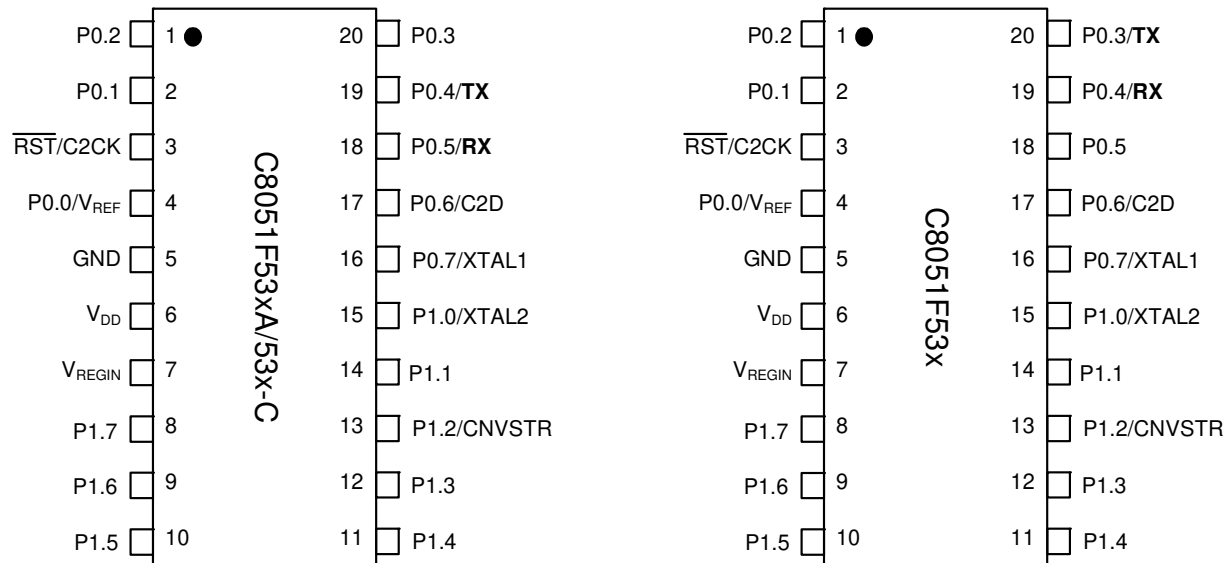 P0.2 1 20 P0.3
P0.1 2 19 P0.4/TX
RST/C2CK 3 18 P0.5/RX
P0.0/VREF 4 17 P0.6/C2D
GND 5 16 P0.7/XTAL1
VDD 6 15 P1.0/XTAL2
VREGIN 7 14 P1.1
P1.7 8 13 P1.2/CNVSTR
P1.6 9 12 P1.3
P1.5 10 11 P1.4
C8051F53xA/53x-C
P0.2 1 20 P0.3/TX
P0.1 2 19 P0.4/RX
RST/C2CK 3 18 P0.5
P0.0/VREF 4 17 P0.6/C2D
GND 5 16 P0.7/XTAL1
VDD 6 15 P1.0/XTAL2
VREGIN 7 14 P1.1
P1.7 8 13 P1.2/CNVSTR
P1.6 9 12 P1.3
P1.5 10 11 P1.4
C8051F53x